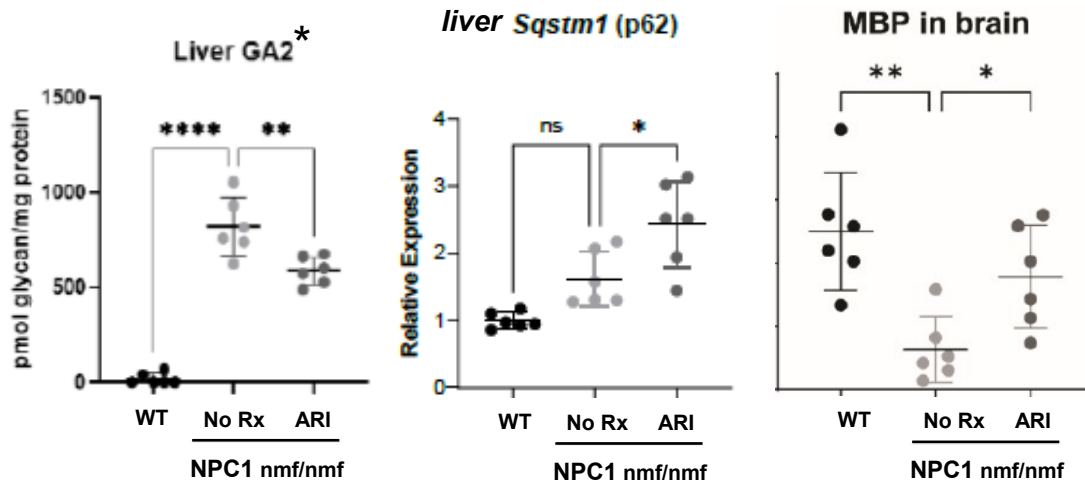 Liver GA2*
**** **
pmol glycan/mg protein
1500
1000
500
0
WT No Rx ARI
NPC1 nmf/nmf
liver Sqstm1 (p62)
ns *
Relative Expression
4
3
2
1
0
WT No Rx ARI
NPC1 nmf/nmf
MBP in brain
** *
WT No Rx ARI
NPC1 nmf/nmf